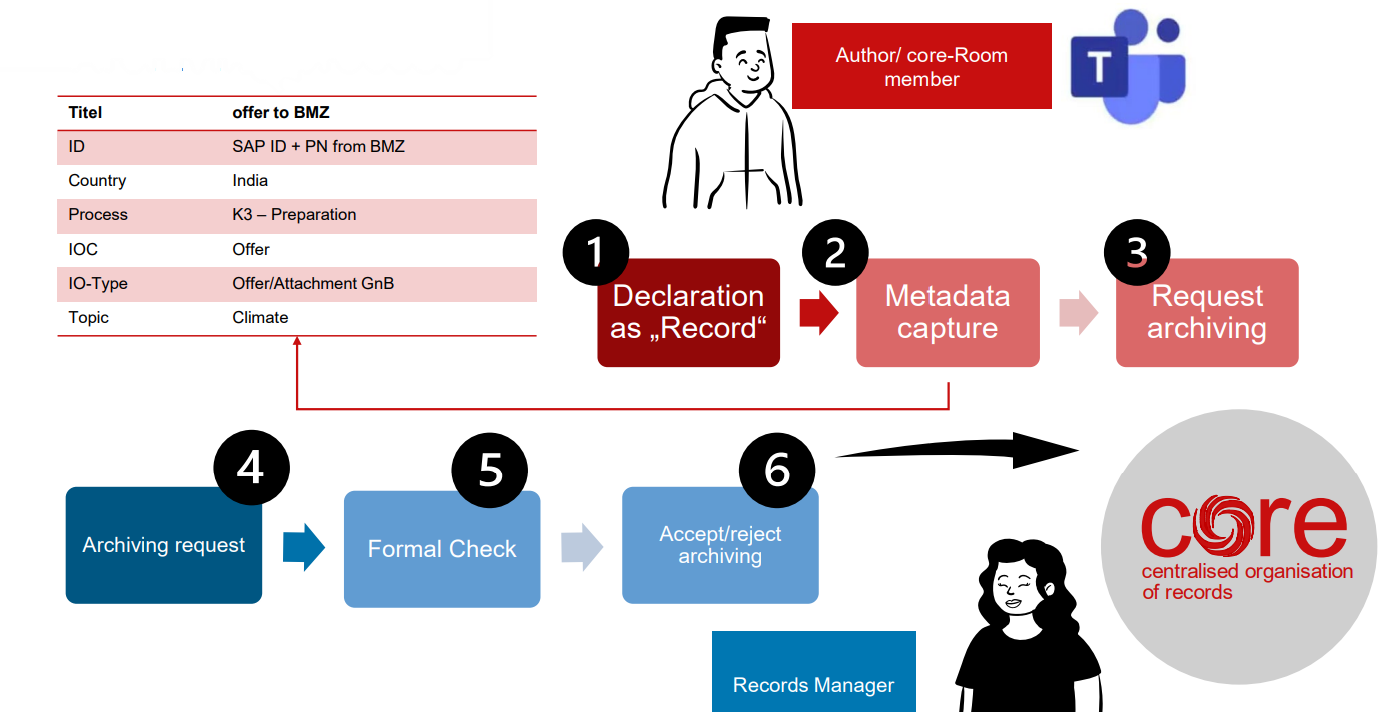 Author/ core-Room
member
T
Titel offer to BMZ
ID SAP ID + PN from BMZ
Country India
Process K3 – Preparation
IOC Offer
IO-Type Offer/Attachment GnB
Topic Climate
1
Declaration
as „Record“
2
Metadata
capture
3
Request
archiving
4
Archiving request
5
Formal Check
6
Accept/reject
archiving
core
centralised organisation
of records
Records Manager